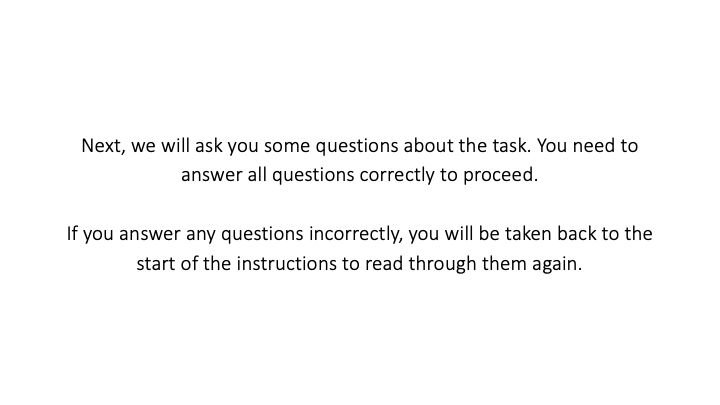 Next, we will ask you some questions about the task. You need to
answer all questions correctly to proceed.
If you answer any questions incorrectly, you will be taken back to the
start of the instructions to read through them again.